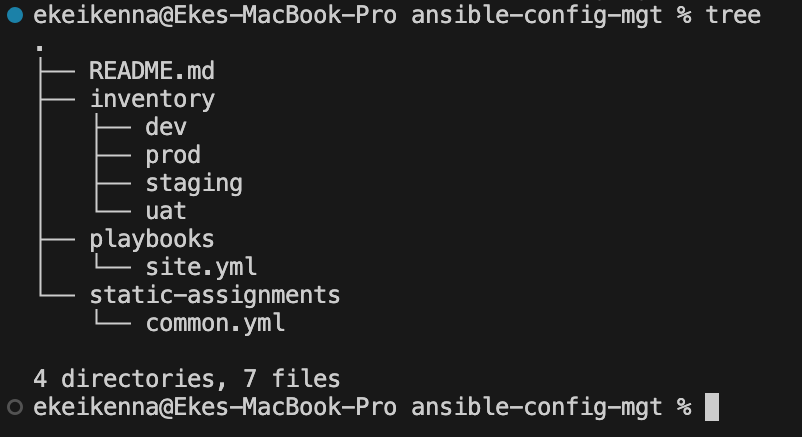 ekeikenna@Ekes-MacBook-Pro ansible-config-mgt % tree
.
├── README.md
├── inventory
│   ├── dev
│   ├── prod
│   ├── staging
│   └── uat
├── playbooks
│   └── site.yml
└── static-assignments
    └── common.yml

4 directories, 7 files
ekeikenna@Ekes-MacBook-Pro ansible-config-mgt %